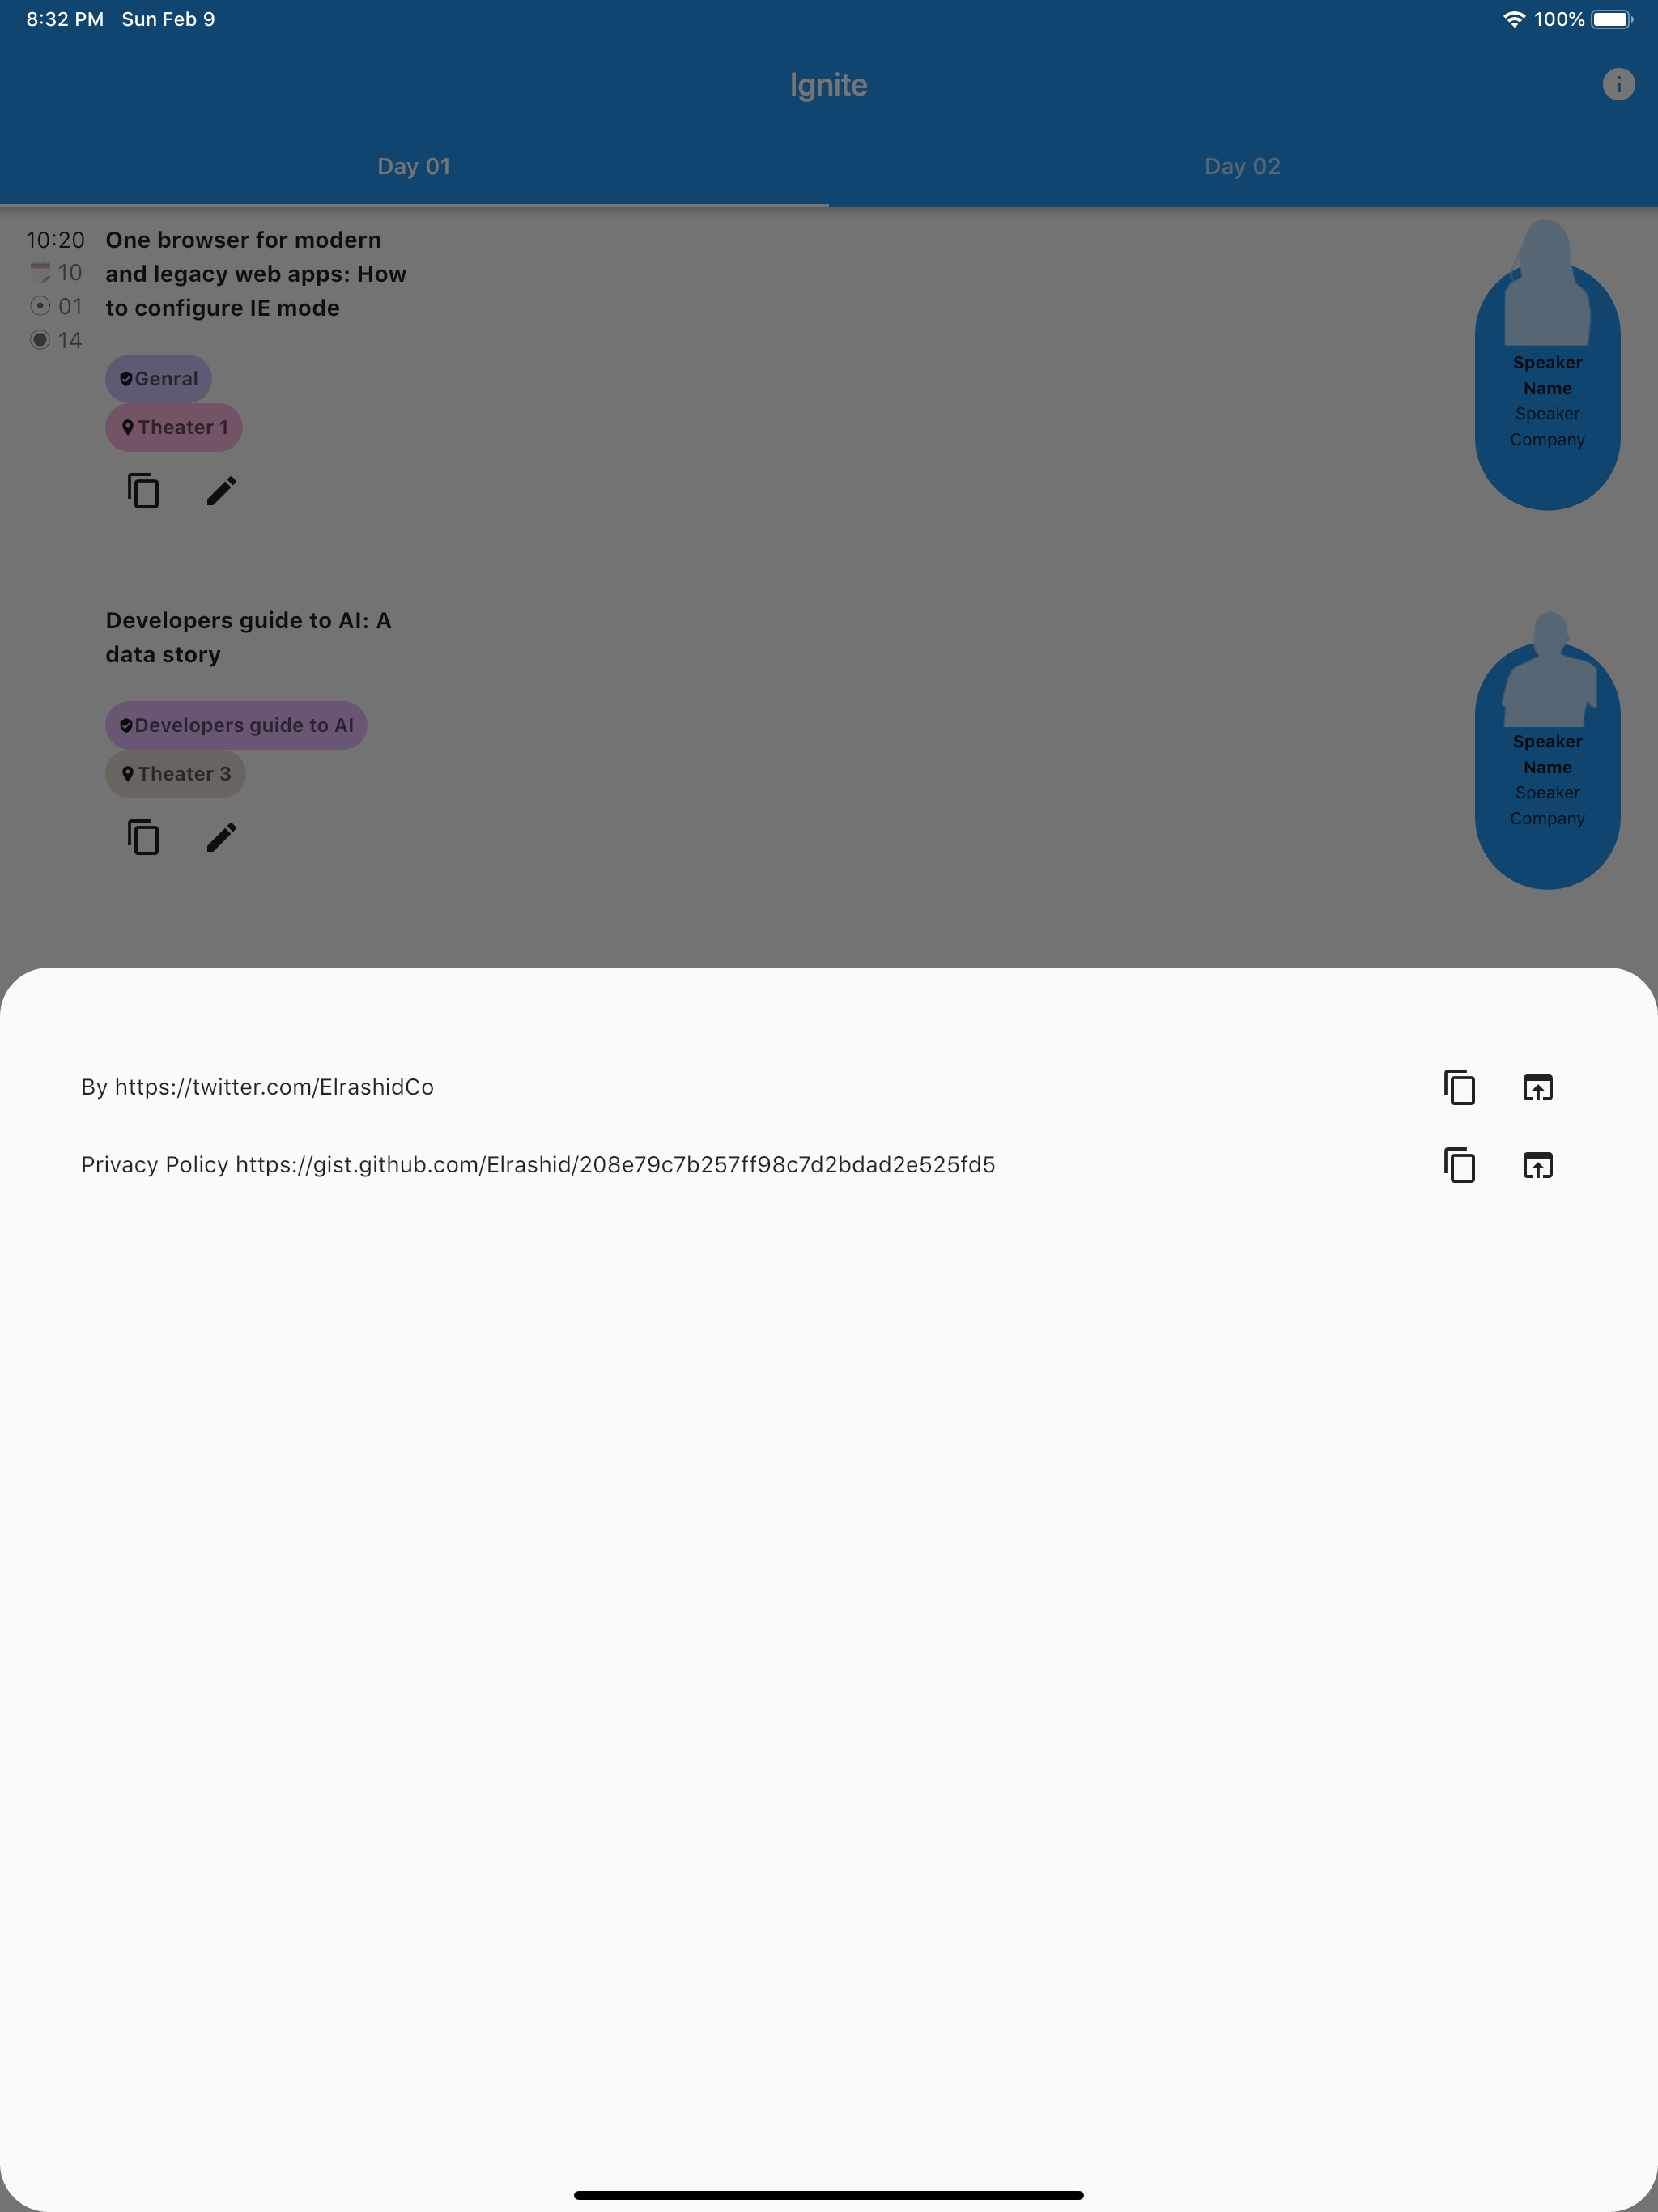 8:32 PM Sun Feb 9
100%
Ignite
Day 01
Day 02
10:20
10
01
14
One browser for modern
and legacy web apps: How
to configure IE mode
Genral
Theater 1
Speaker
Name
Speaker
Company
Developers guide to AI: A
data story
Developers guide to AI
Theater 3
Speaker
Name
Speaker
Company
By https://twitter.com/ElrashidCo
Privacy Policy https://gist.github.com/Elrashid/208e79c7b257ff98c7d2bdad2e525fd5